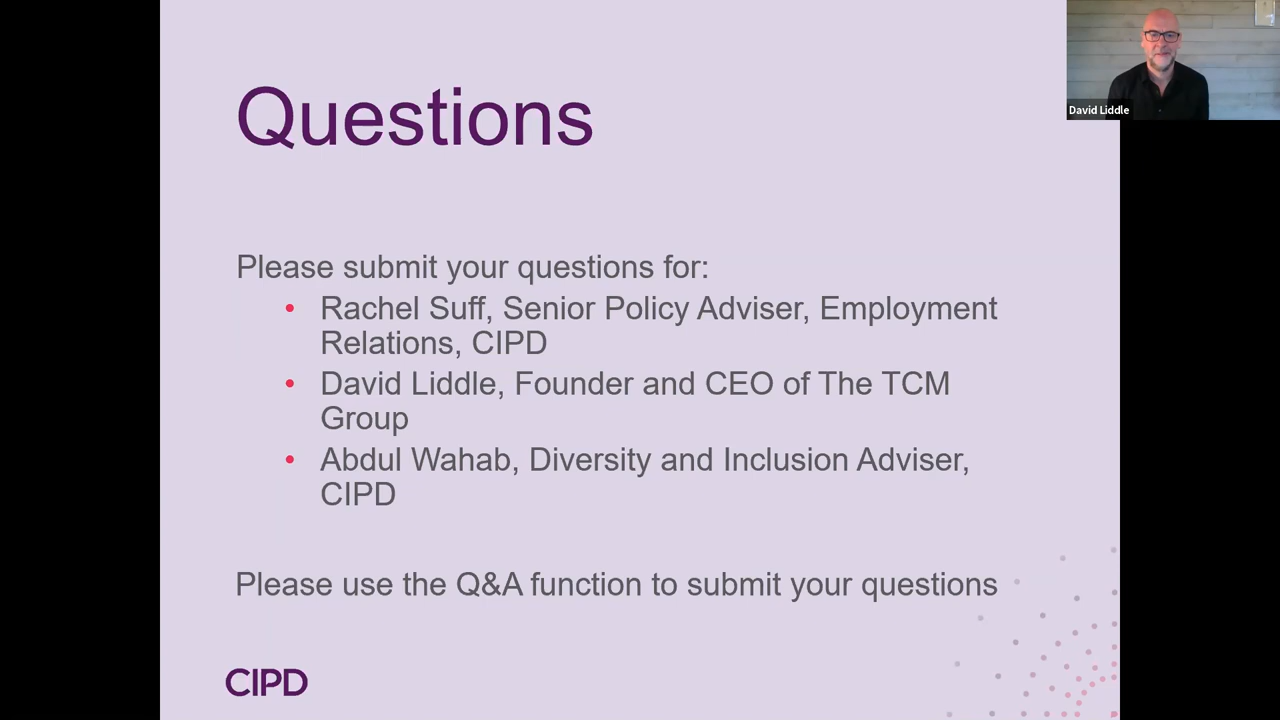 Questions
David Liddle
Please submit your questions for:
• Rachel Suff, Senior Policy Adviser, Employment
Relations, CIPD
• David Liddle, Founder and CEO of The TCM
Group
• Abdul Wahab, Diversity and Inclusion Adviser,
CIPD
Please use the Q&A function to submit your questions
CIPD